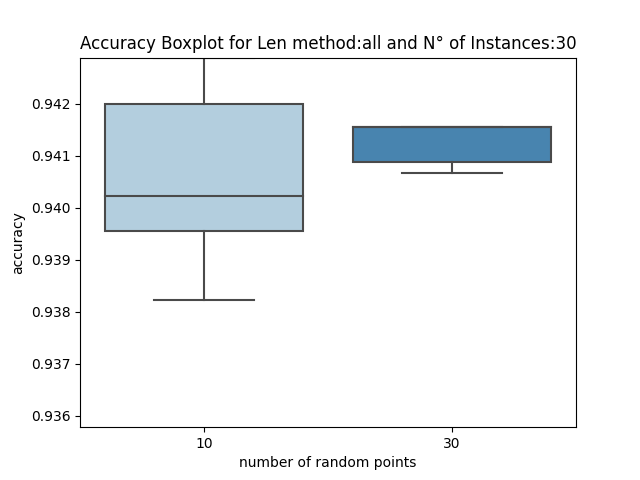 Accuracy Boxplot for Len method:all and N° of Instances:30
0.942
0.941
0.940
0.939
0.938
0.937
0.936
accuracy
10 30
number of random points